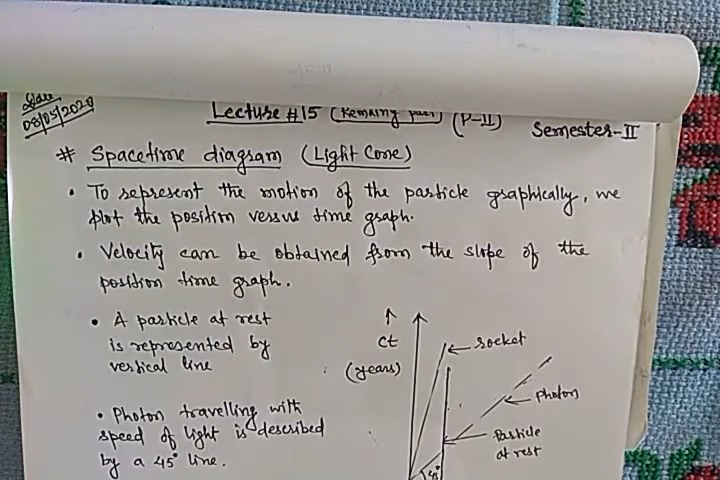 Date
08/05/2020
Lecture #15 (Remaing part) (P-II)
Semester-II
# Spacetime diagram (Light Cone)
• To represent the motion of the particle graphically, we
plot the position versus time graph.
• Velocity can be obtained from the slope of the
position time graph.
• A particle at rest
is represented by
vertical line
• Photon travelling with
speed of light is described
by a 45° line.
ct
(years)
rocket
photon
Particle
at rest
45°